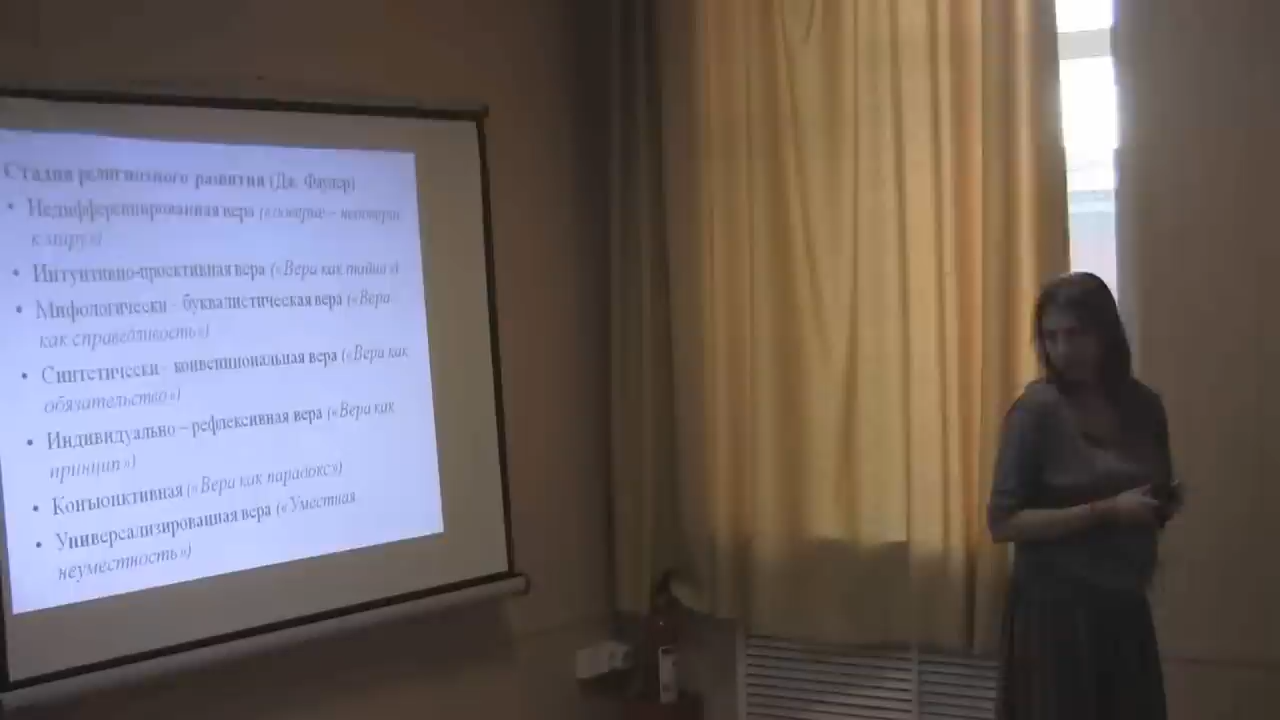 Стадии религиозного развития (Дж. Фаулер)
• Недифференцированная вера («доверие – недоверие
к миру»)
• Интуитивно-проективная вера («Вера как тайна»)
• Мифологически - буквалистическая вера («Вера
как справедливость»)
• Синтетически - конвенциональная вера («Вера как
обязательство»)
• Индивидуально – рефлексивная вера («Вера как
принцип»)
• Конъюнктивная («Вера как парадокс»)
• Универсализированная вера («Уместная
неуместность»)